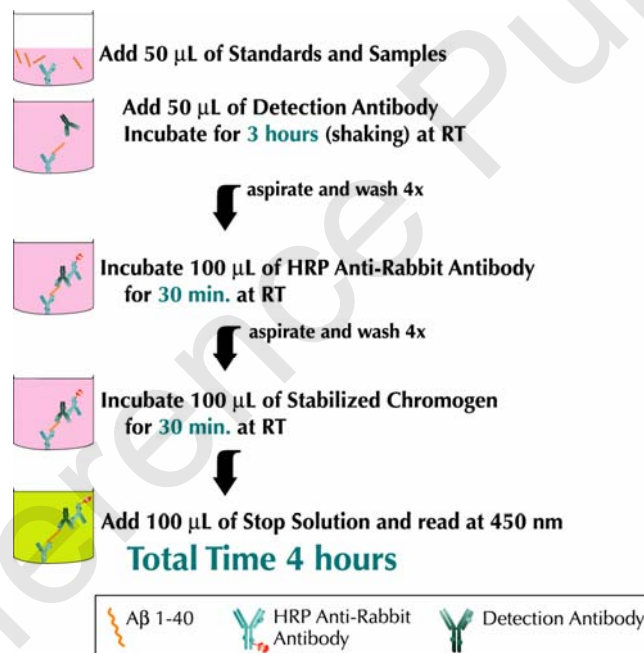 Add 50 μL of Standards and Samples
Add 50 μL of Detection Antibody
Incubate for 3 hours (shaking) at RT
aspirate and wash 4x
Incubate 100 μL of HRP Anti-Rabbit Antibody
for 30 min. at RT
aspirate and wash 4x
Incubate 100 μL of Stabilized Chromogen
for 30 min. at RT
Add 100 μL of Stop Solution and read at 450 nm
Total Time 4 hours
Aβ 1-40
HRP Anti-Rabbit
Antibody
Detection Antibody